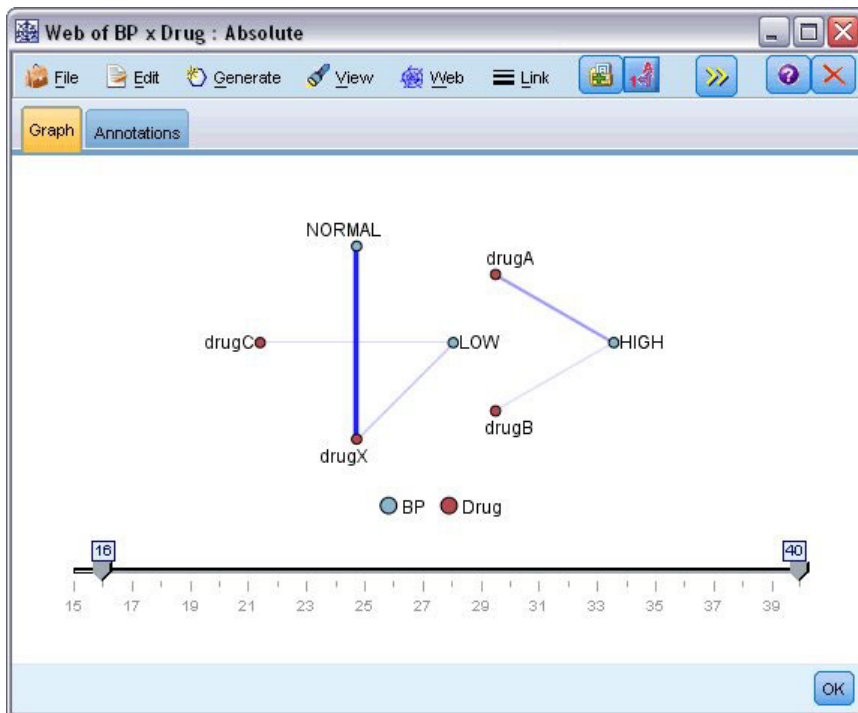 Web of BP x Drug : Absolute
File Edit Generate View Web Link
Graph Annotations
NORMAL
drugA
drugC LOW HIGH
drugB
drugX
BP Drug
16 40
15 17 19 21 23 25 27 29 31 33 35 37 39
OK